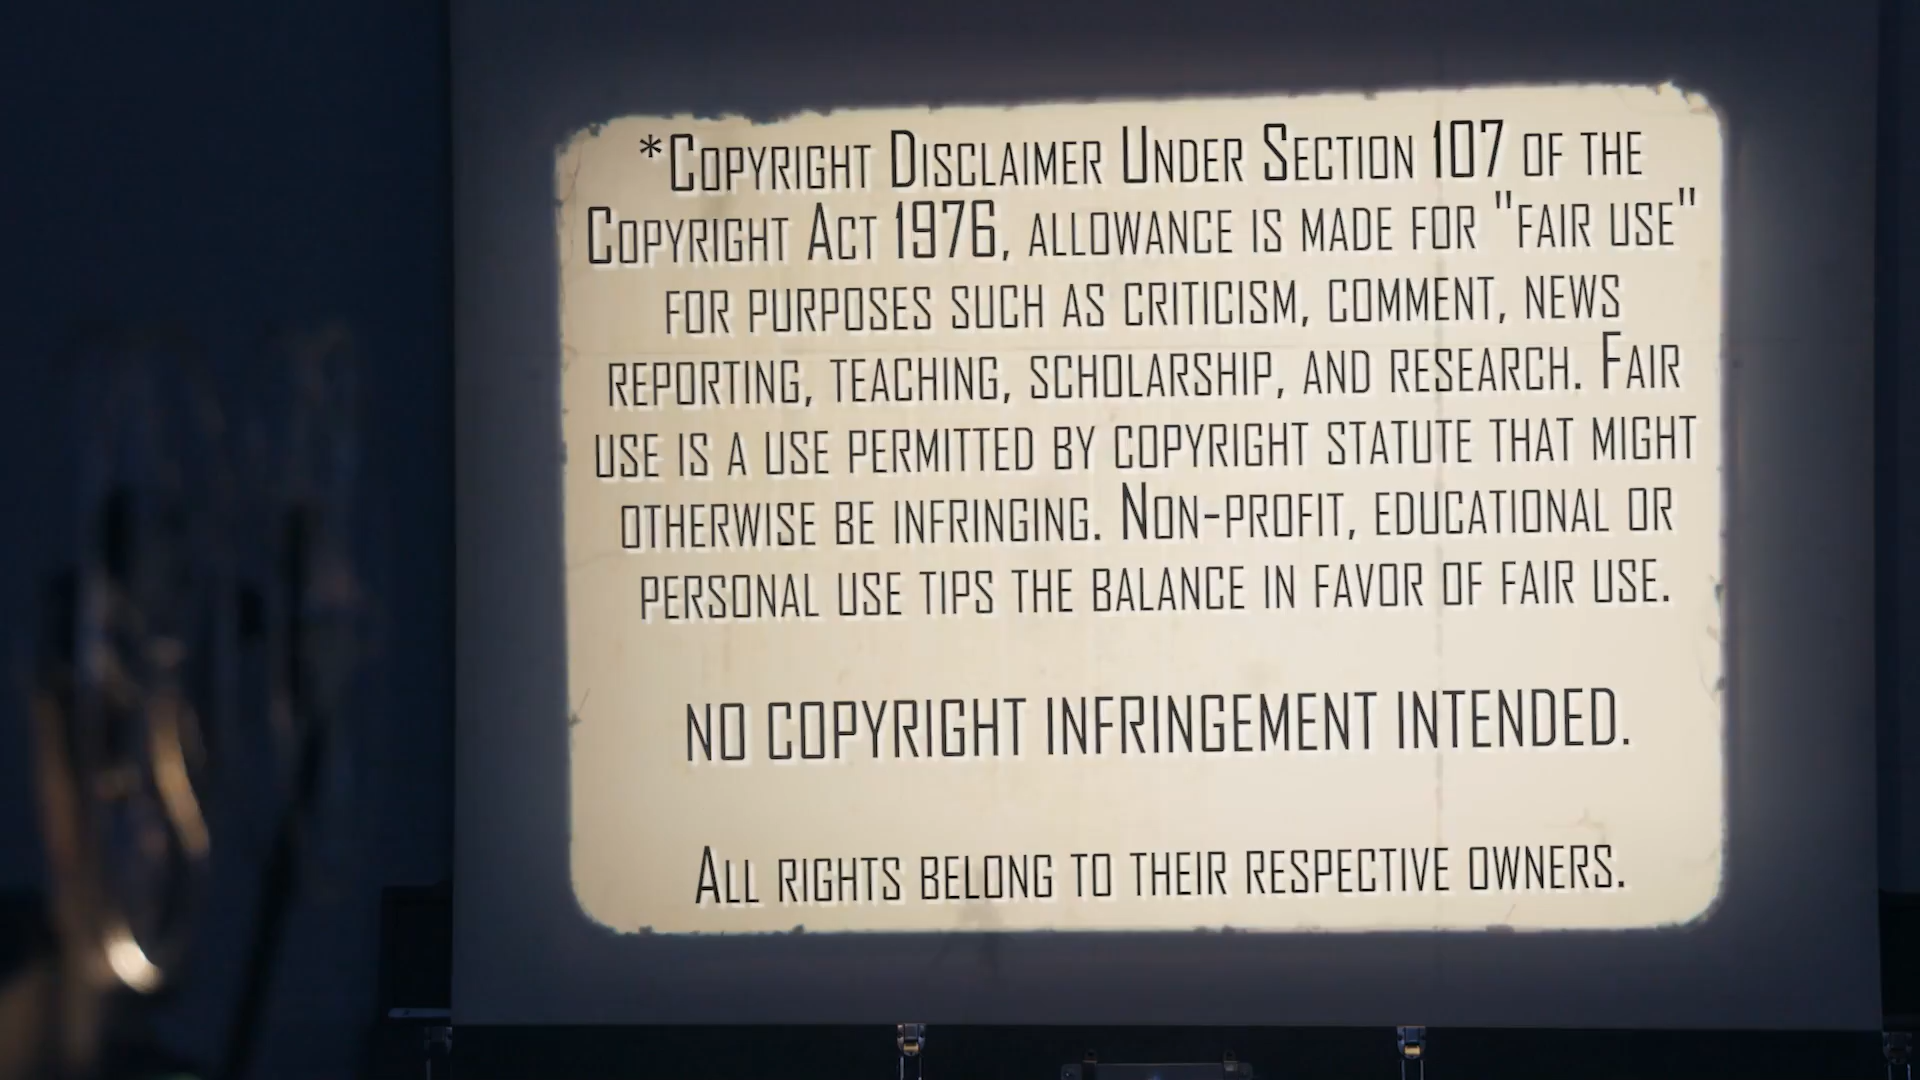 *Copyright Disclaimer Under Section 107 of the
Copyright Act 1976, allowance is made for "fair use"
for purposes such as criticism, comment, news
reporting, teaching, scholarship, and research. Fair
use is a use permitted by copyright statute that might
otherwise be infringing. Non-profit, educational or
personal use tips the balance in favor of fair use.
NO COPYRIGHT INFRINGEMENT INTENDED.
All rights belong to their respective owners.